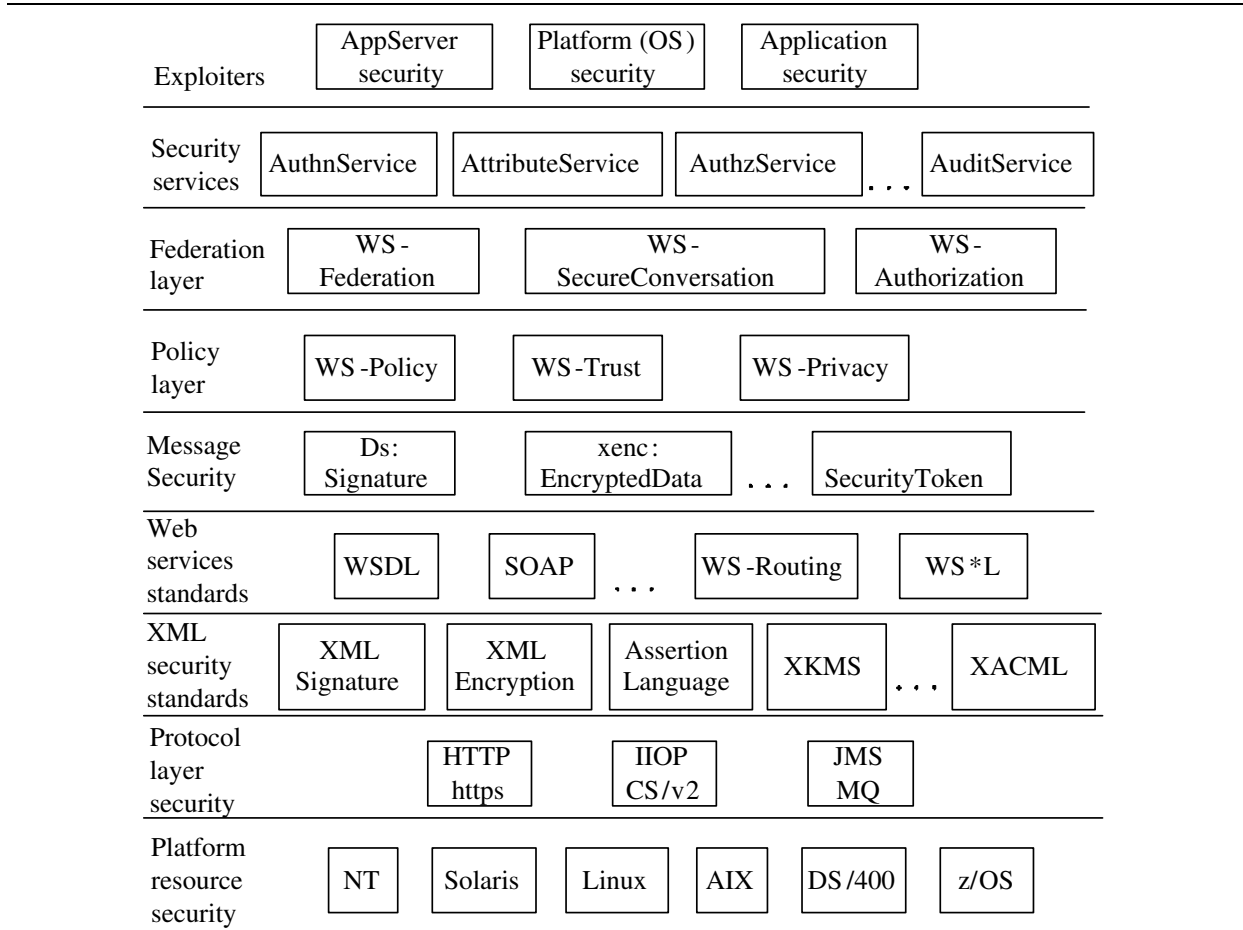 Exploiters
AppServer
security
Platform (OS)
security
Application
security
Security
services
AuthnService
AttributeService
AuthzService
...
AuditService
Federation
layer
WS-
Federation
WS-
SecureConversation
WS-
Authorization
Policy
layer
WS-Policy
WS-Trust
WS-Privacy
Message
Security
Ds:
Signature
xenc:
EncryptedData
...
SecurityToken
Web
services
standards
WSDL
SOAP
...
WS-Routing
WS*L
XML
security
standards
XML
Signature
XML
Encryption
Assertion
Language
XKMS
...
XACML
Protocol
layer
security
HTTP
https
IIOP
CS/v2
JMS
MQ
Platform
resource
security
NT
Solaris
Linux
AIX
DS/400
z/OS